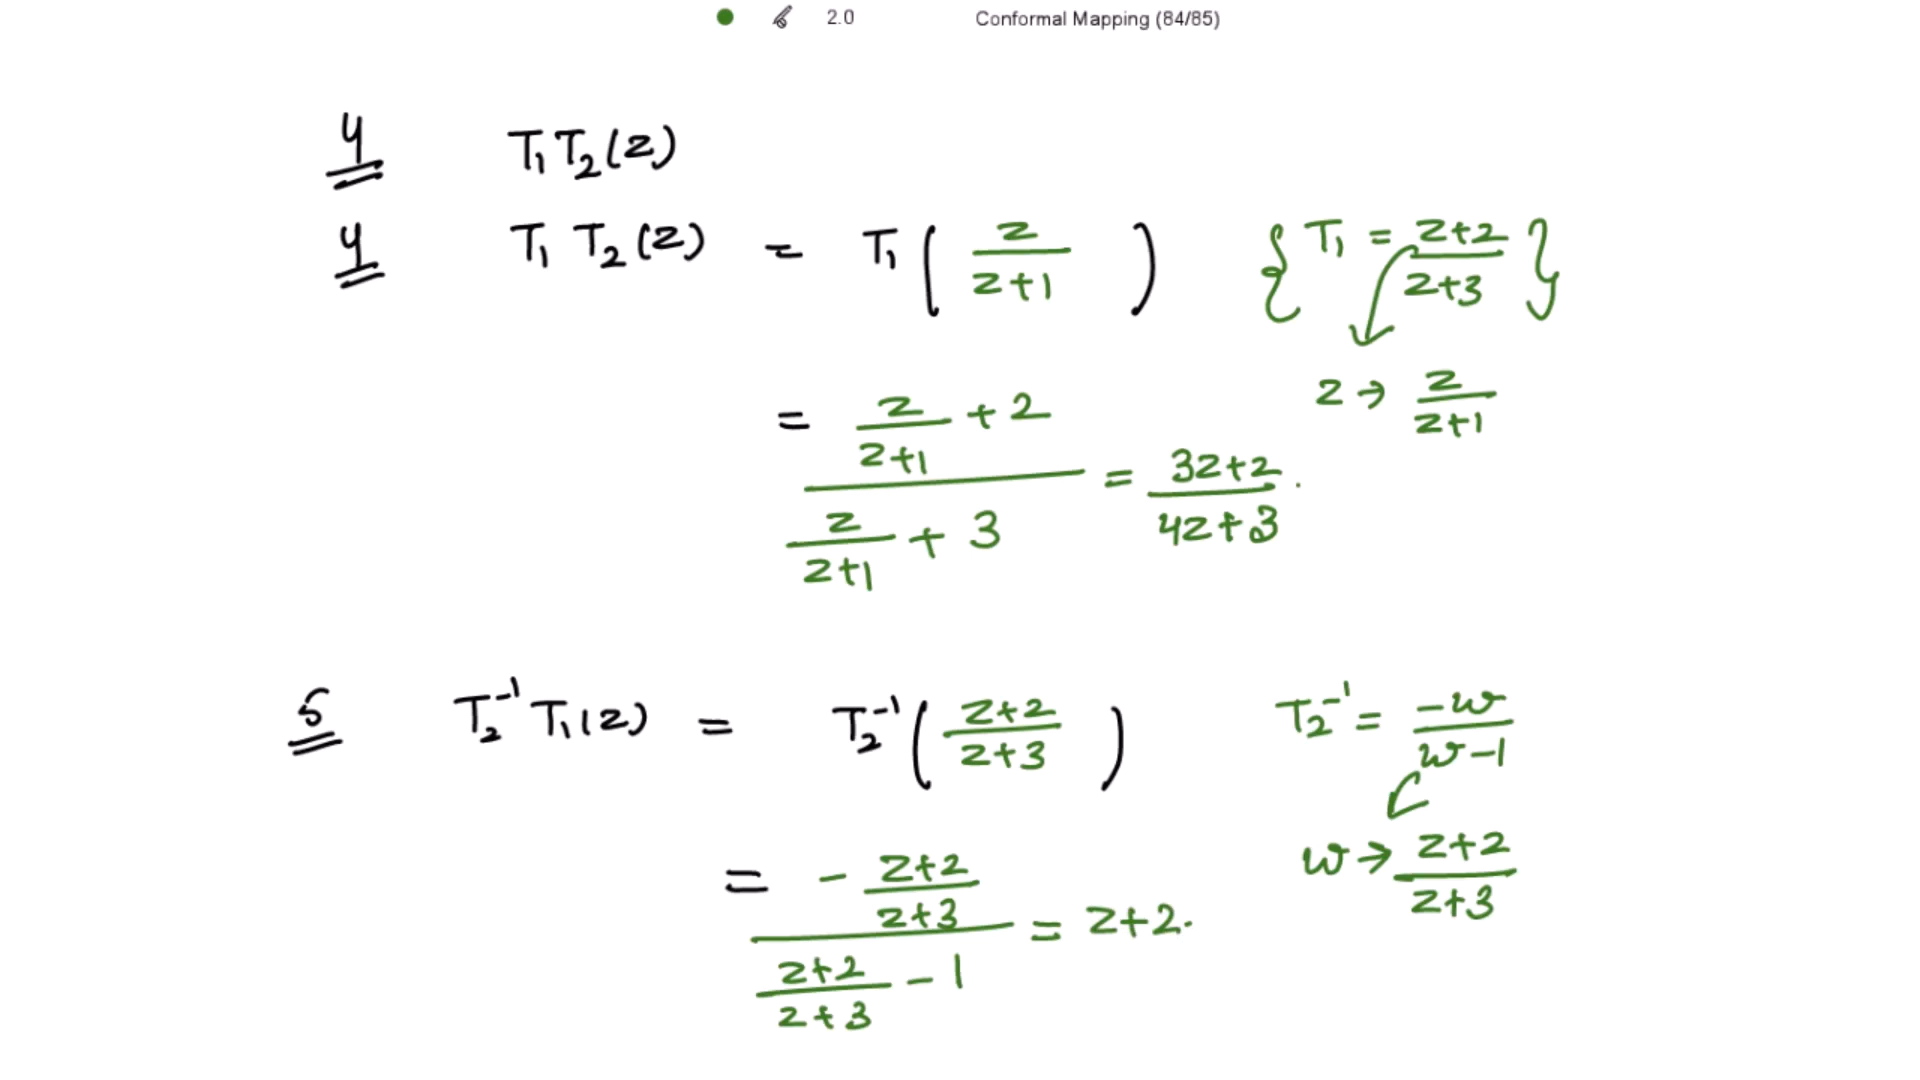 2.0 Conformal Mapping (84/85)
4 T₁T₂(z)
4 T₁ T₂(z) = T₁( z/(z+1) ) { T₁ = (z+2)/(z+3) }
z → z/(z+1)
= (z/(z+1) + 2)/(z/(z+1) + 3) = (3z+2)/(4z+3).
5 T₂⁻¹ T₁(z) = T₂⁻¹( (z+2)/(z+3) ) T₂⁻¹ = -w/(w-1)
w → (z+2)/(z+3)
= (- (z+2)/(z+3))/((z+2)/(z+3) - 1) = z+2.